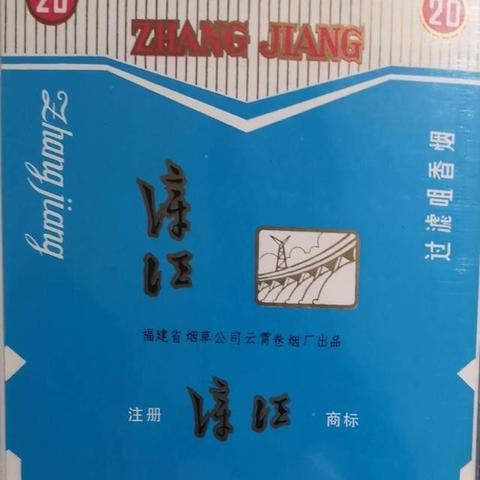 20
ZHANG JIANG
20
Zhang jiang
漳江
过滤咀香烟
福建省烟草公司云霄卷烟厂出品
注册 漳江 商标